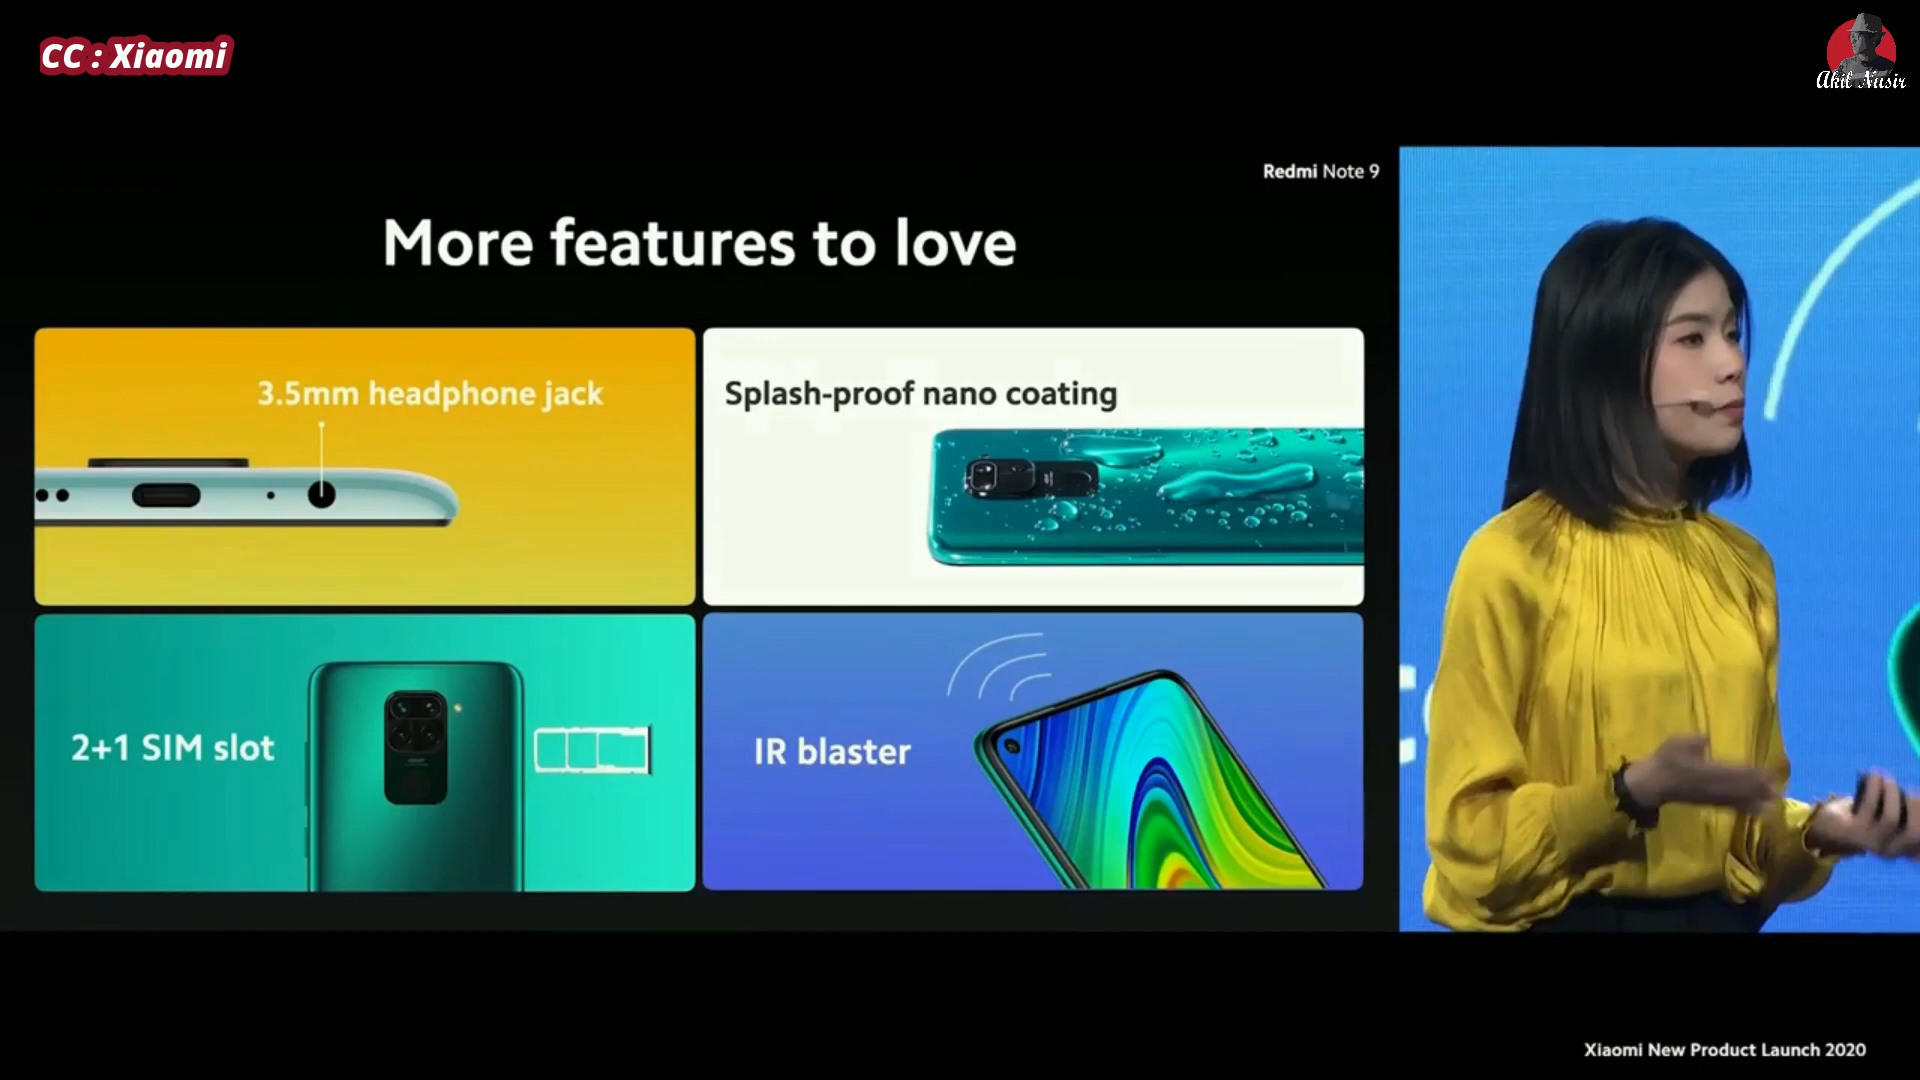 CC : Xiaomi
Akil Nasir
Redmi Note 9
More features to love
3.5mm headphone jack
Splash-proof nano coating
2+1 SIM slot
IR blaster
Xiaomi New Product Launch 2020